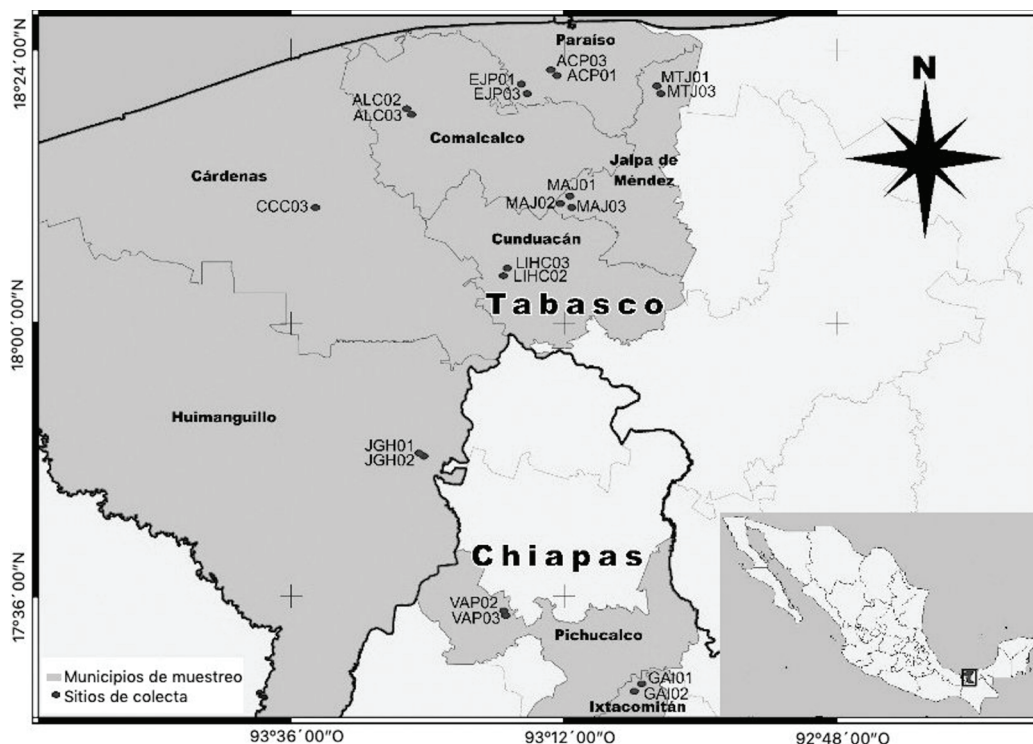 Paraíso
18°24´00¨N
ACP03
ACP01
EJP01
EJP03
MTJ01
MTJ03
N
ALC02
ALC03
Comalcalco
Jalpa de
Méndez
Cárdenas
MAJ01
MAJ02
MAJ03
CCC03
Cunduacán
LIHC03
LIHC02
Tabasco
18°00´00¨N
Huimanguillo
JGH01
JGH02
Chiapas
17°36´00¨N
VAP02
VAP03
Pichucalco
GAI01
GAI02
Ixtacomitán
Municipios de muestreo
Sitios de colecta
93°36´00¨O
93°12´00¨O
92°48´00¨O